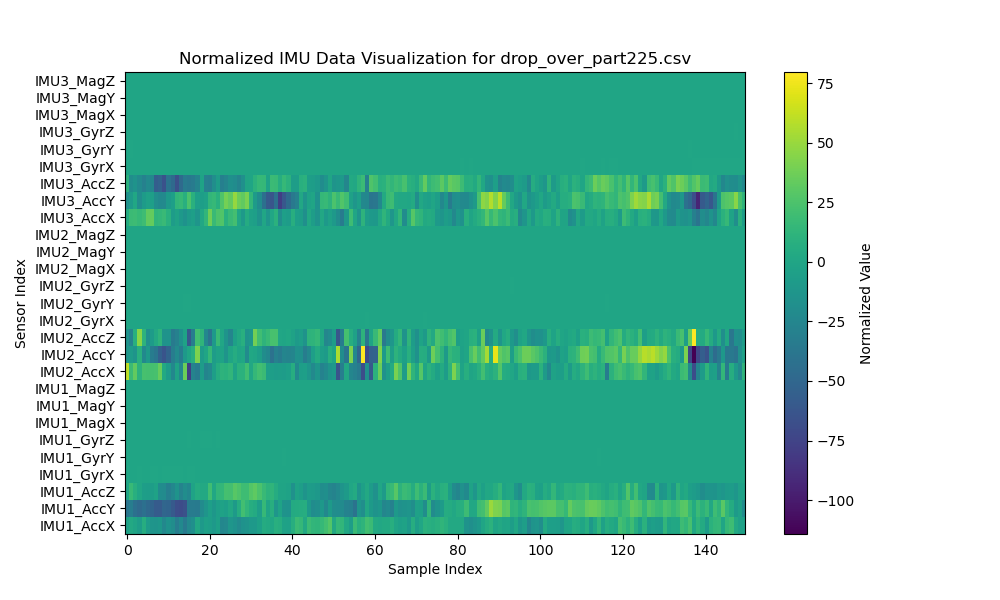 Normalized IMU Data Visualization for drop_over_part225.csv
IMU3_MagZ
IMU3_MagY
IMU3_MagX
IMU3_GyrZ
IMU3_GyrY
IMU3_GyrX
IMU3_AccZ
IMU3_AccY
IMU3_AccX
IMU2_MagZ
IMU2_MagY
IMU2_MagX
IMU2_GyrZ
IMU2_GyrY
IMU2_GyrX
IMU2_AccZ
IMU2_AccY
IMU2_AccX
IMU1_MagZ
IMU1_MagY
IMU1_MagX
IMU1_GyrZ
IMU1_GyrY
IMU1_GyrX
IMU1_AccZ
IMU1_AccY
IMU1_AccX
Sensor Index
0 20 40 60 80 100 120 140
Sample Index
75
50
25
0
−25
−50
−75
−100
Normalized Value